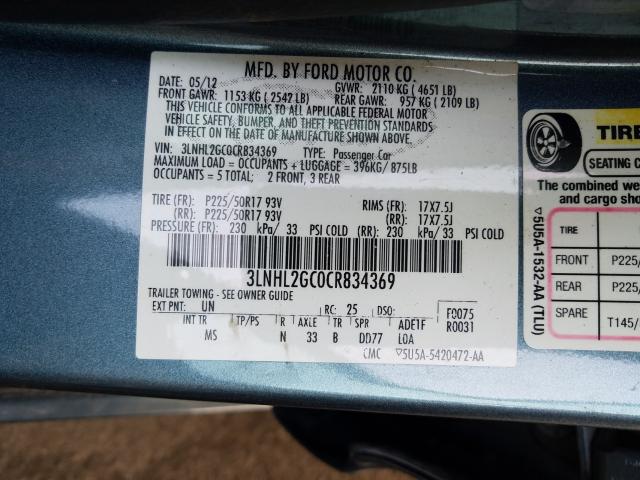 MFD. BY FORD MOTOR CO.
DATE: 05/12 GVWR: 2110 KG (4651 LB)
FRONT GAWR: 1153 KG (2542 LB) REAR GAWR: 957 KG (2109 LB)
THIS VEHICLE CONFORMS TO ALL APPLICABLE FEDERAL MOTOR
VEHICLE SAFETY, BUMPER, AND THEFT PREVENTION STANDARDS
IN EFFECT ON THE DATE OF MANUFACTURE SHOWN ABOVE.
VIN: 3LNHL2GC0CR834369 TYPE: Passenger Car
MAXIMUM LOAD = OCCUPANTS + LUGGAGE = 396KG/ 875LB
OCCUPANTS = 5 TOTAL: 2 FRONT, 3 REAR
TIRE (FR): P225/50R17 93V RIMS (FR): 17X7.5J
(RR): P225/50R17 93V (RR): 17X7.5J
PRESSURE (FR): 230 kPa/ 33 PSI COLD (RR): 230 kPa/ 33 PSI COLD
3LNHL2GC0CR834369
TRAILER TOWING - SEE OWNER GUIDE
EXT PNT: UN RC: 25 DSO: F0075
R0031
INT TR TP/PS R AXLE TR SPR ADE1F
MS N 33 B DD77 LOA
CMC ▽5U5A-5420472-AA
TIRE
SEATING C
The combined we
and cargo sho
TIRE
FRONT P225/
REAR P225/
SPARE T145/
▽5U5A-1532-AA (TLU)